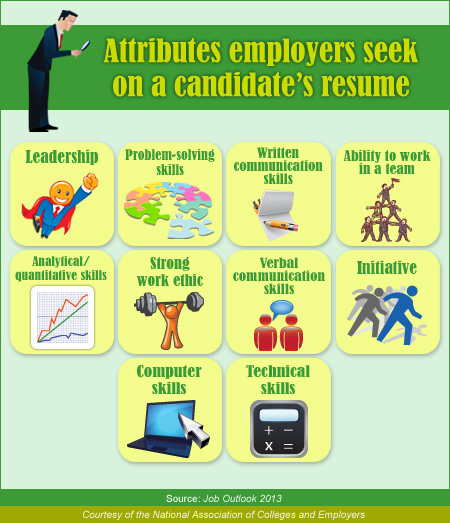 Attributes employers seek
on a candidate's resume
Leadership
Problem-solving
skills
Written
communication
skills
Ability to work
in a team
Analytical/
quantitative skills
Strong
work ethic
Verbal
communication
skills
Initiative
Computer
skills
Technical
skills
+ −
x =
Source: Job Outlook 2013
Courtesy of the National Association of Colleges and Employers